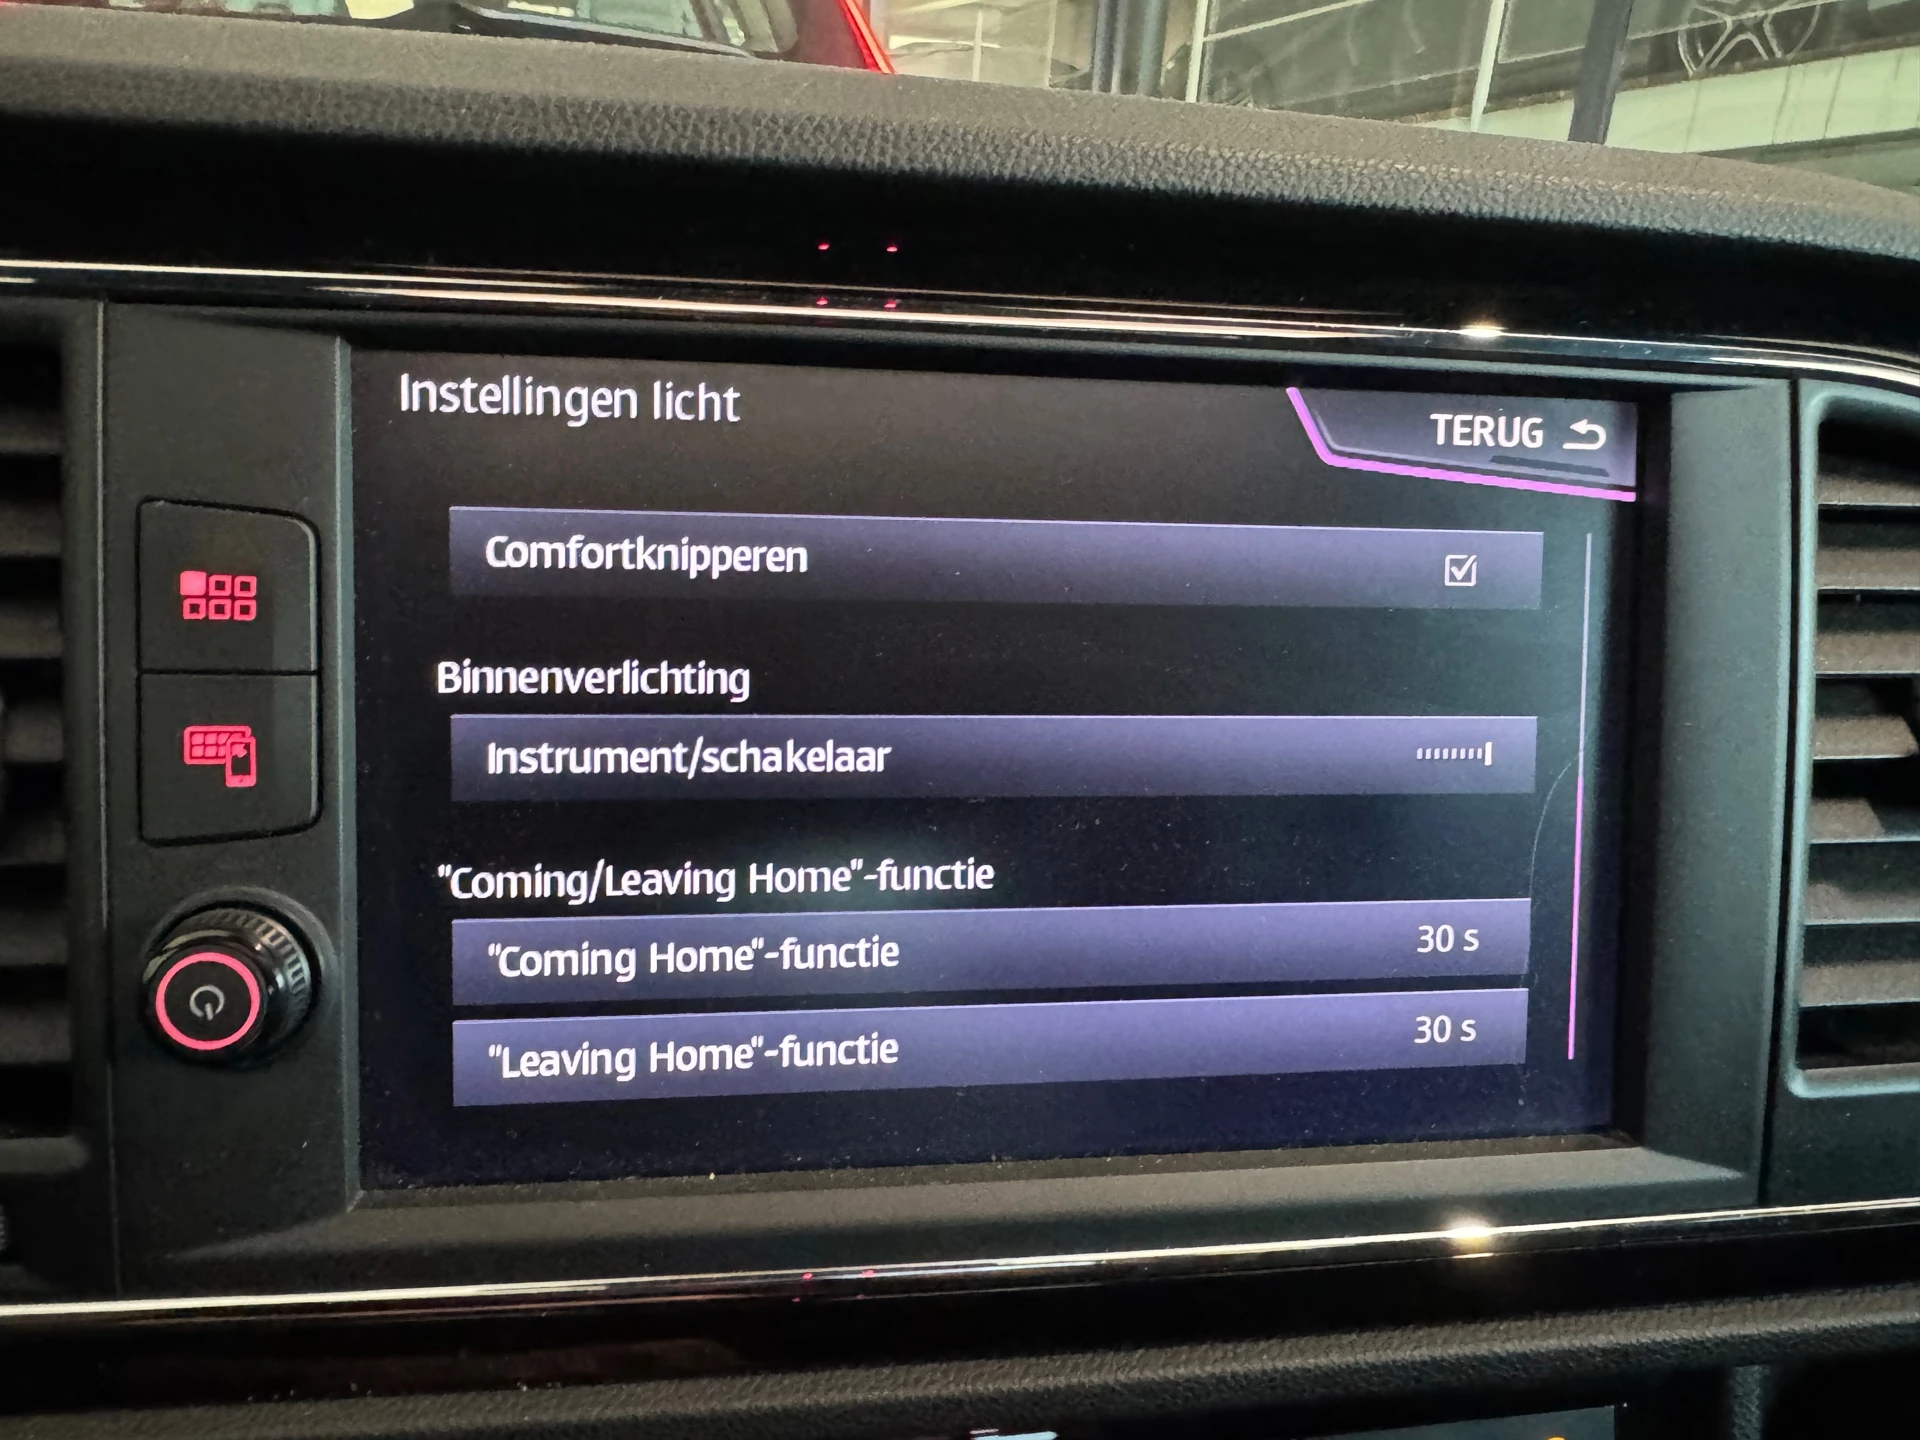 Instellingen licht
TERUG
Comfortknipperen
Binnenverlichting
Instrument/schakelaar
"Coming/Leaving Home"-functie
"Coming Home"-functie 30 s
"Leaving Home"-functie 30 s